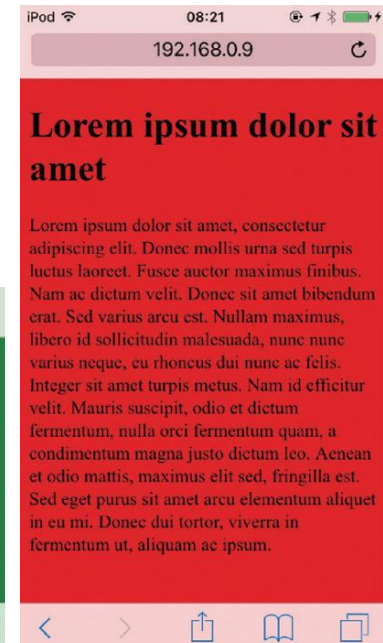 iPod 08:21
192.168.0.9
Lorem ipsum dolor sit
amet
Lorem ipsum dolor sit amet, consectetur
adipiscing elit. Donec mollis urna sed turpis
luctus laoreet. Fusce auctor maximus finibus.
Nam ac dictum velit. Donec sit amet bibendum
erat. Sed varius arcu est. Nullam maximus,
libero id sollicitudin malesuada, nunc nunc
varius neque, eu rhoncus dui nunc ac felis.
Integer sit amet turpis metus. Nam id efficitur
velit. Mauris suscipit, odio et dictum
fermentum, nulla orci fermentum quam, a
condimentum magna justo dictum leo. Aenean
et odio mattis, maximus elit sed, fringilla est.
Sed eget purus sit amet arcu elementum aliquet
in eu mi. Donec dui tortor, viverra in
fermentum ut, aliquam ac ipsum.